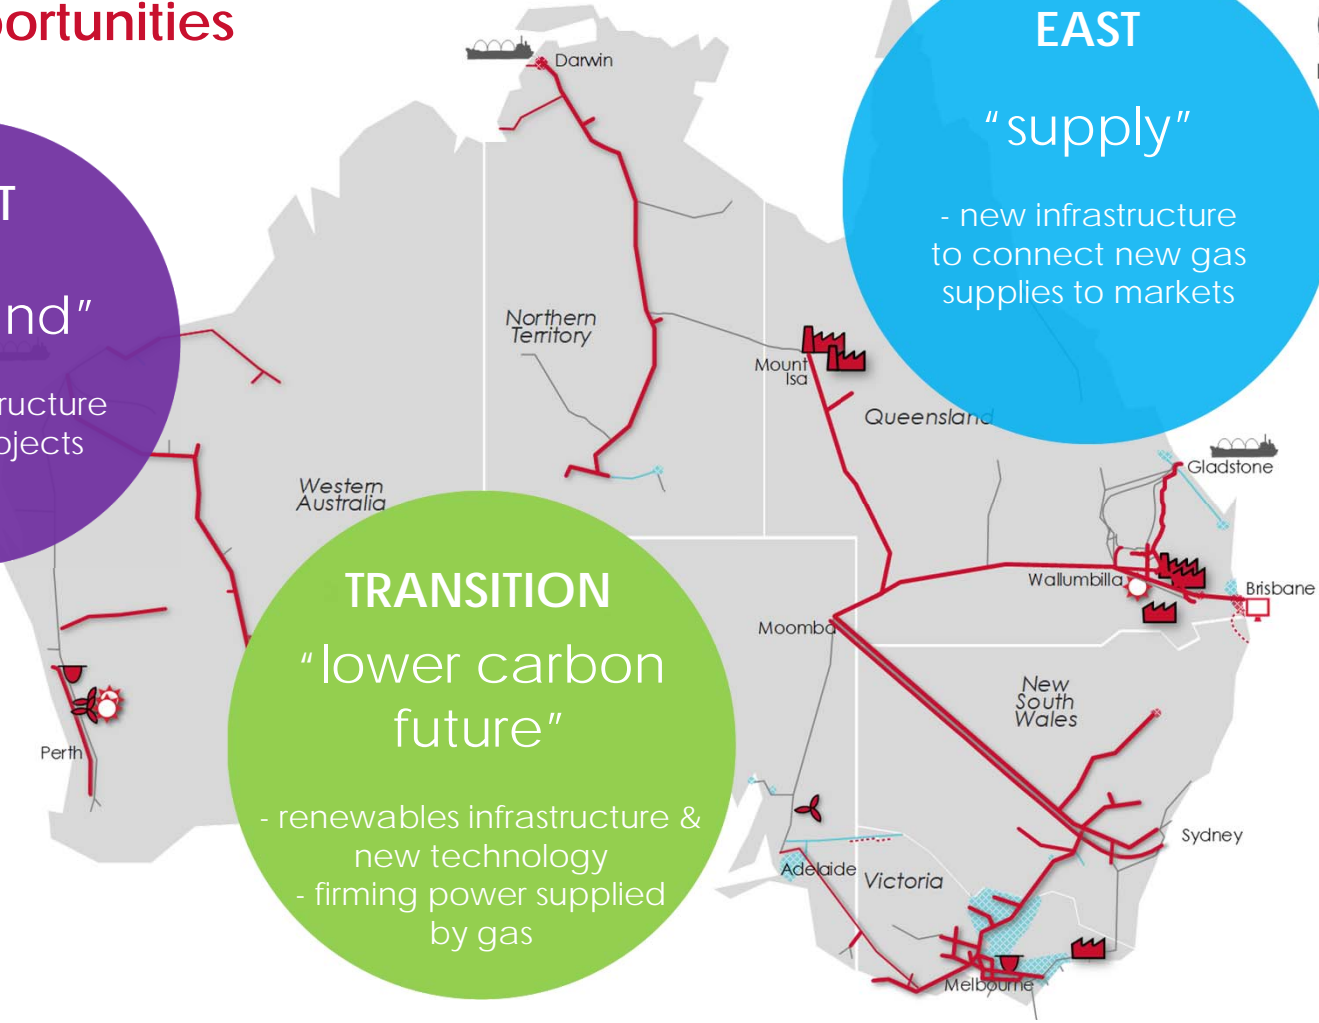 ortunities
EAST
"supply"
- new infrastructure
to connect new gas
supplies to markets
T
nd"
ructure
ojects
TRANSITION
"lower carbon
future"
- renewables infrastructure &
new technology
- firming power supplied
by gas
Darwin
Northern
Territory
Mount
Isa
Queensland
Western
Australia
Gladstone
Wallumbilla
Brisbane
Moomba
New
South
Wales
Perth
Sydney
Adelaide
Victoria
Melbourne